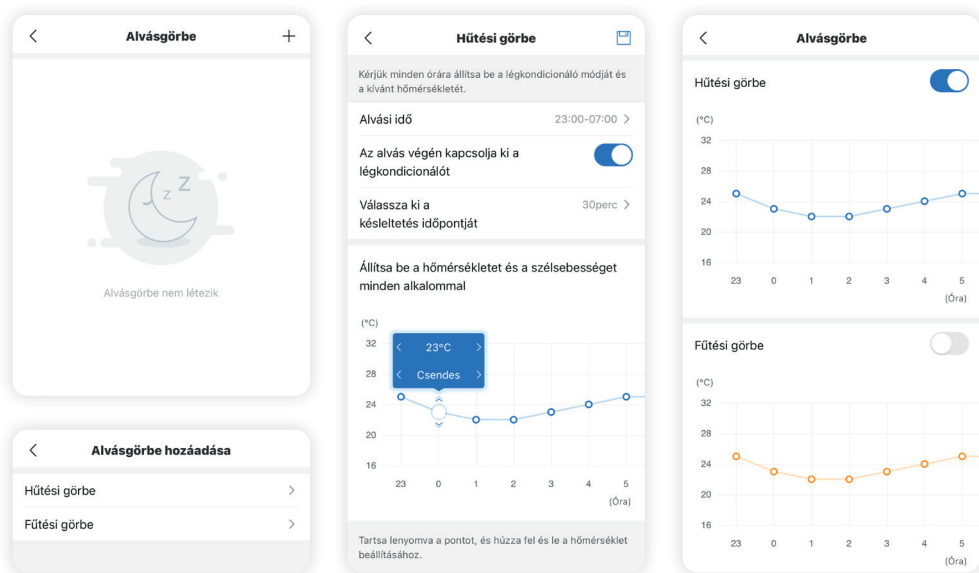 Alvásgörbe
z Z
Alvásgörbe nem létezik
Alvásgörbe hozáadása
Hűtési görbe
Fűtési görbe
Hűtési görbe
Kérjük minden órára állítsa be a légkondicionáló módját és
a kívánt hőmérsékletét.
Alvási idő 23:00-07:00
Az alvás végén kapcsolja ki a
légkondicionálót
Válassza ki a
késleltetés időpontját 30perc
Állítsa be a hőmérsékletet és a szélsebességet
minden alkalommal
(°C)
32
28
24
20
16
23°C
Csendes
23 0 1 2 3 4 5
(Óra)
Tartsa lenyomva a pontot, és húzza fel és le a hőmérséklet
beállításához.
Alvásgörbe
Hűtési görbe
(°C)
32
28
24
20
16
23 0 1 2 3 4 5
(Óra)
Fűtési görbe
(°C)
32
28
24
20
16
23 0 1 2 3 4 5
(Óra)